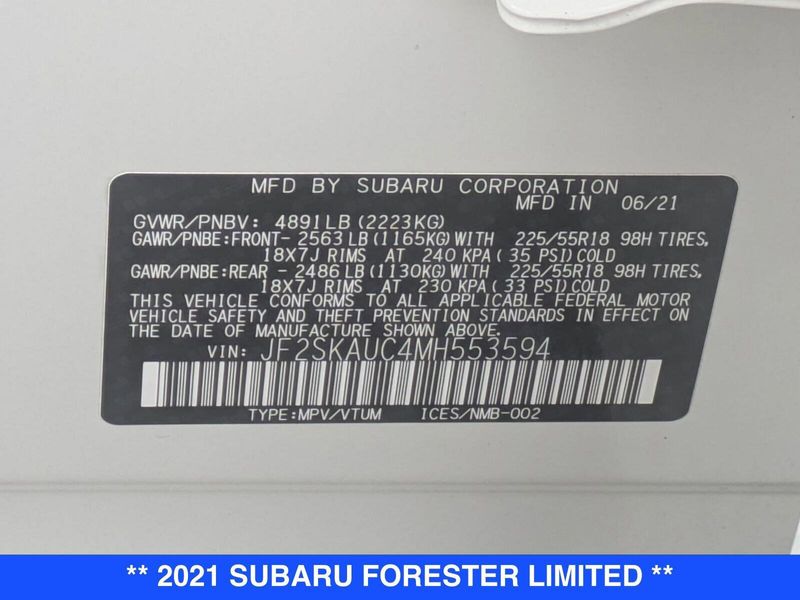 MFD BY SUBARU CORPORATION
MFD IN 06/21
GVWR/PNBV: 4891LB (2223KG)
GAWR/PNBE:FRONT- 2563LB (1165KG) WITH 225/55R18 98H TIRES,
18X7J RIMS AT 240 KPA ( 35 PSI) COLD
GAWR/PNBE:REAR - 2486LB (1130KG) WITH 225/55R18 98H TIRES,
18X7J RIMS AT 230 KPA ( 33 PSI) COLD
THIS VEHICLE CONFORMS TO ALL APPLICABLE FEDERAL MOTOR
VEHICLE SAFETY AND THEFT PREVENTION STANDARDS IN EFFECT ON
THE DATE OF MANUFACTURE SHOWN ABOVE.
VIN: JF2SKAUC4MH553594
TYPE:MPV/VTUM ICES/NMB-002
** 2021 SUBARU FORESTER LIMITED **